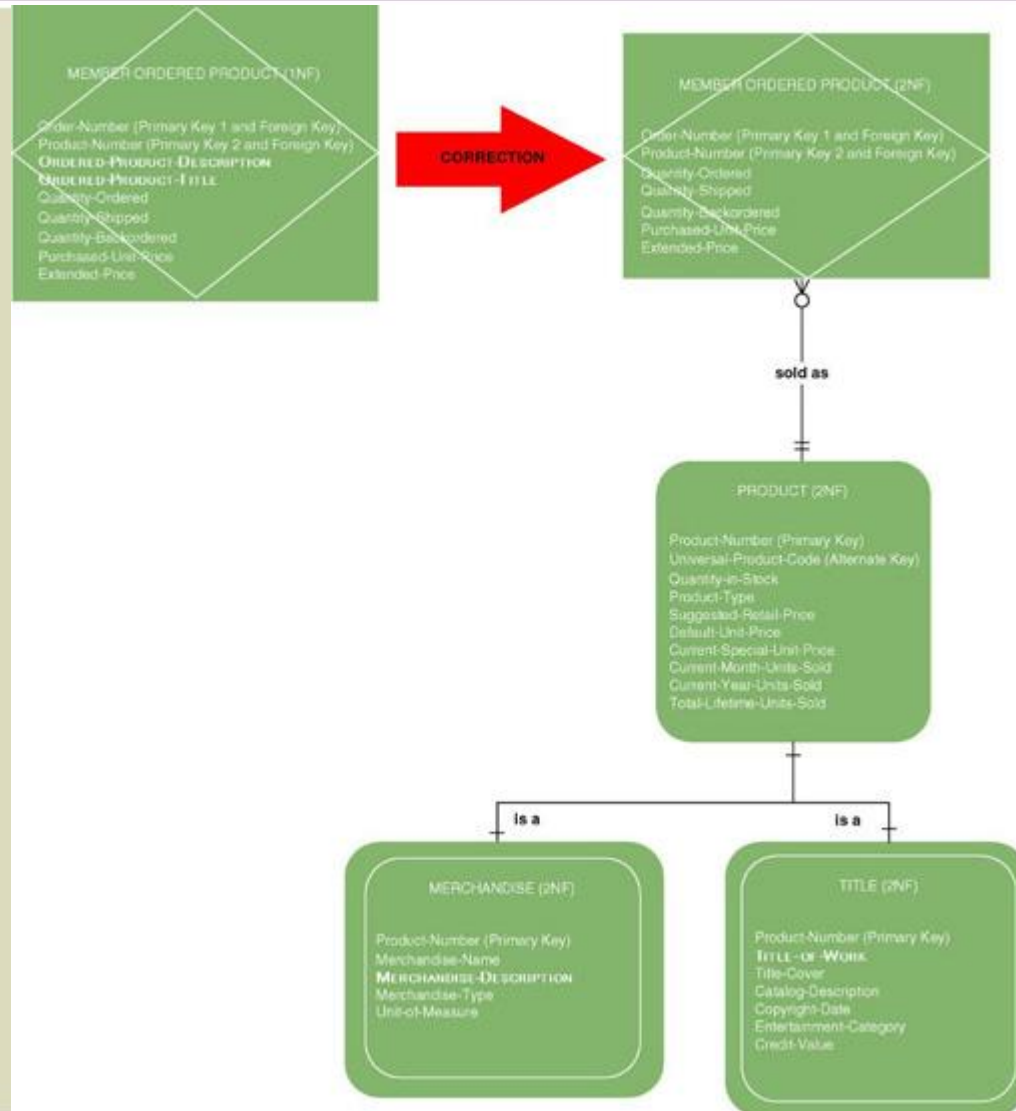 MEMBER ORDERED PRODUCT (1NF)
Order-Number (Primary Key 1 and Foreign Key)
Product-Number (Primary Key 2 and Foreign Key)
ORDERED-PRODUCT-DESCRIPTION
ORDERED-PRODUCT-TITLE
Quantity-Ordered
Quantity-Shipped
Quantity-Backordered
Purchased-Unit-Price
Extended-Price
CORRECTION
MEMBER ORDERED PRODUCT (2NF)
Order-Number (Primary Key 1 and Foreign Key)
Product-Number (Primary Key 2 and Foreign Key)
Quantity-Ordered
Quantity-Shipped
Quantity-Backordered
Purchased-Unit-Price
Extended-Price
sold as
PRODUCT (2NF)
Product-Number (Primary Key)
Universal-Product-Code (Alternate Key)
Quantity-in-Stock
Product-Type
Suggested-Retail-Price
Default-Unit-Price
Current-Special-Unit-Price
Current-Month-Units-Sold
Current-Year-Units-Sold
Total-Lifetime-Units-Sold
is a
is a
MERCHANDISE (2NF)
Product-Number (Primary Key)
Merchandise-Name
MERCHANDISE-DESCRIPTION
Merchandise-Type
Unit-of-Measure
TITLE (2NF)
Product-Number (Primary Key)
TITLE-OF-WORK
Title-Cover
Catalog-Description
Copyright-Date
Entertainment-Category
Credit-Value